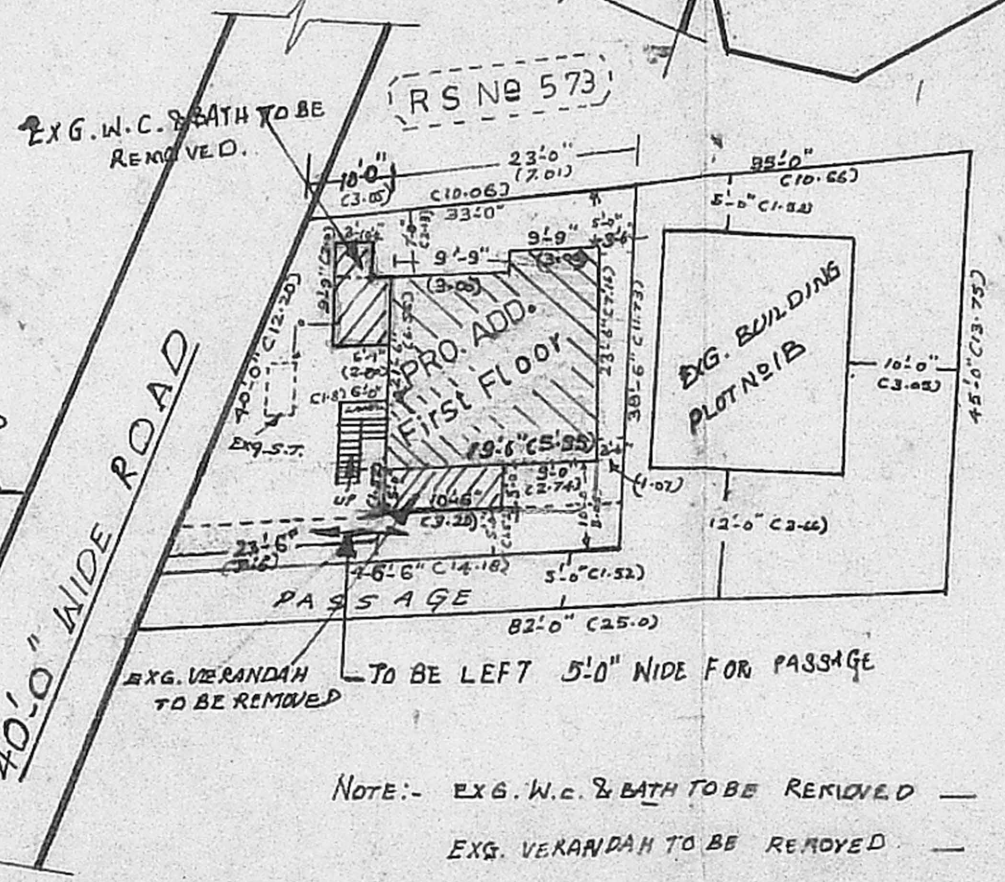 RS No 573
EXG. W.C. & BATH TO BE
REMOVED.
23'-0"
(7.01)
10'-0"
(3.05)
(10.06)
33'-0"
35'-0"
(10.66)
5'-0" (1.52)
9'-9"
9'-9"
(3.00)
PRO. ADD.
First Floor
EXG. BUILDING
PLOT No 1B
10'-0"
(3.05)
45'-0" (13.75)
38'-6" (11.73)
23'-6" (7.16)
40'-0" (12.20)
6'-0"
Exg. S.T.
UP
19'-6" (5.95)
9'-0"
(2.74)
(1.07)
10'-6"
(3.20)
12'-0" (3.66)
23'-6"
46'-6" (14.18)
5'-0" (1.52)
PASSAGE
82'-0" (25.0)
40'-0" WIDE ROAD
EXG. VERANDAH
TO BE REMOVED
TO BE LEFT 5'-0" WIDE FOR PASSAGE
NOTE:- EXG. W.C. & BATH TO BE REMOVED —
EXG. VERANDAH TO BE REMOVED —